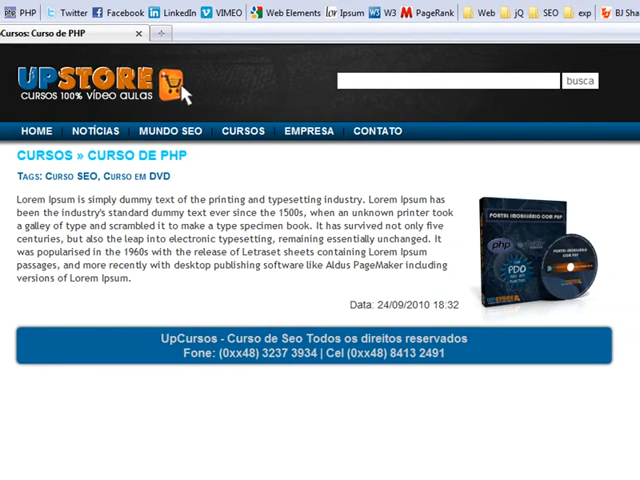 PHP Twitter Facebook LinkedIn VIMEO Web Elements Ipsum W3 PageRank Web jQ SEO exp BJ Sha
Cursos: Curso de PHP
UPSTORE
CURSOS 100% VÍDEO AULAS
busca
HOME NOTÍCIAS MUNDO SEO CURSOS EMPRESA CONTATO
CURSOS » CURSO DE PHP
TAGS: CURSO SEO, CURSO EM DVD
Lorem Ipsum is simply dummy text of the printing and typesetting industry. Lorem Ipsum has
been the industry's standard dummy text ever since the 1500s, when an unknown printer took
a galley of type and scrambled it to make a type specimen book. It has survived not only five
centuries, but also the leap into electronic typesetting, remaining essentially unchanged. It
was popularised in the 1960s with the release of Letraset sheets containing Lorem Ipsum
passages, and more recently with desktop publishing software like Aldus PageMaker including
versions of Lorem Ipsum.
PORTAL IMOBILIÁRIO COM PHP
php
PDO
Data: 24/09/2010 18:32
UpCursos - Curso de Seo Todos os direitos reservados
Fone: (0xx48) 3237 3934 | Cel (0xx48) 8413 2491